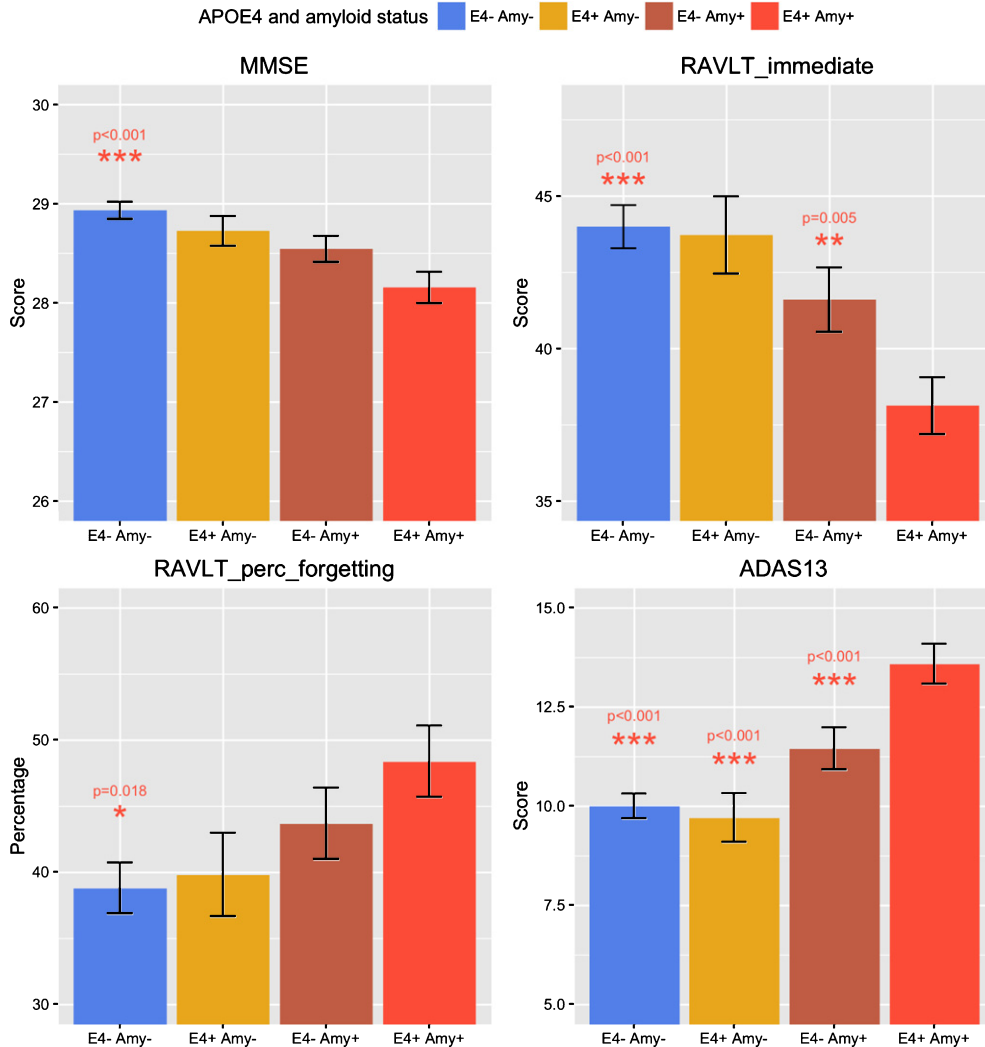 APOE4 and amyloid status E4- Amy- E4+ Amy- E4- Amy+ E4+ Amy+
MMSE
30
29
28
27
26
Score
p<0.001
***
E4- Amy- E4+ Amy- E4- Amy+ E4+ Amy+
RAVLT_immediate
45
40
35
Score
p<0.001
***
p=0.005
**
E4- Amy- E4+ Amy- E4- Amy+ E4+ Amy+
RAVLT_perc_forgetting
60
50
40
30
Percentage
p=0.018
*
E4- Amy- E4+ Amy- E4- Amy+ E4+ Amy+
ADAS13
15.0
12.5
10.0
7.5
5.0
Score
p<0.001
***
p<0.001
***
p<0.001
***
E4- Amy- E4+ Amy- E4- Amy+ E4+ Amy+